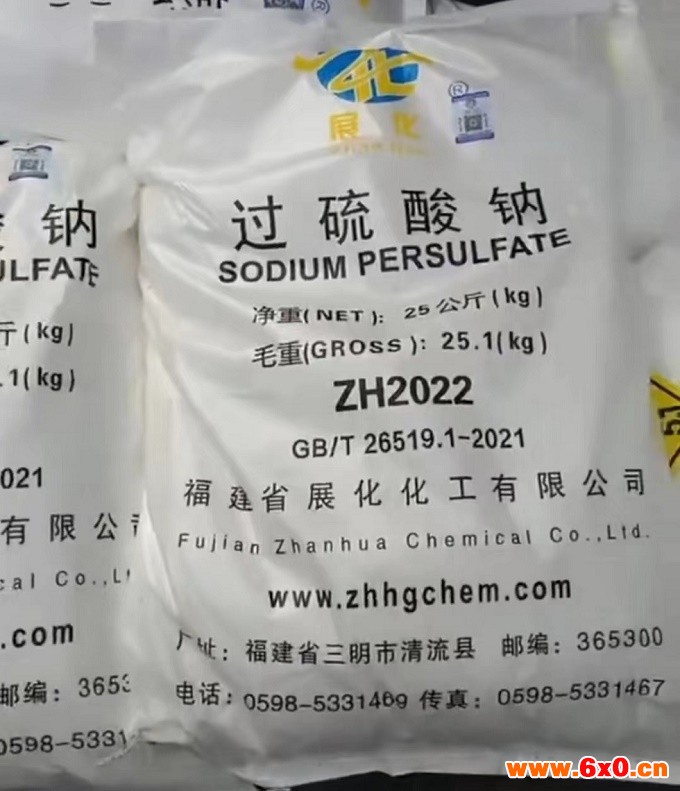 ®
展化
过硫酸钠
SODIUM PERSULFATE
净重(NET): 25公斤(kg)
毛重(GROSS): 25.1(kg)
ZH2022
GB/T 26519.1-2021
福建省展化化工有限公司
Fujian Zhanhua Chemical Co.,Ltd.
www.zhhgchem.com
厂址: 福建省三明市清流县 邮编: 365300
电话: 0598-5331469 传真: 0598-5331467
钠
ULFATE
斤(kg)
.1(kg)
021
有限公司
cal Co.,Lt
.com
邮编: 3653
0598-5331
5.1
www.6x0.cn